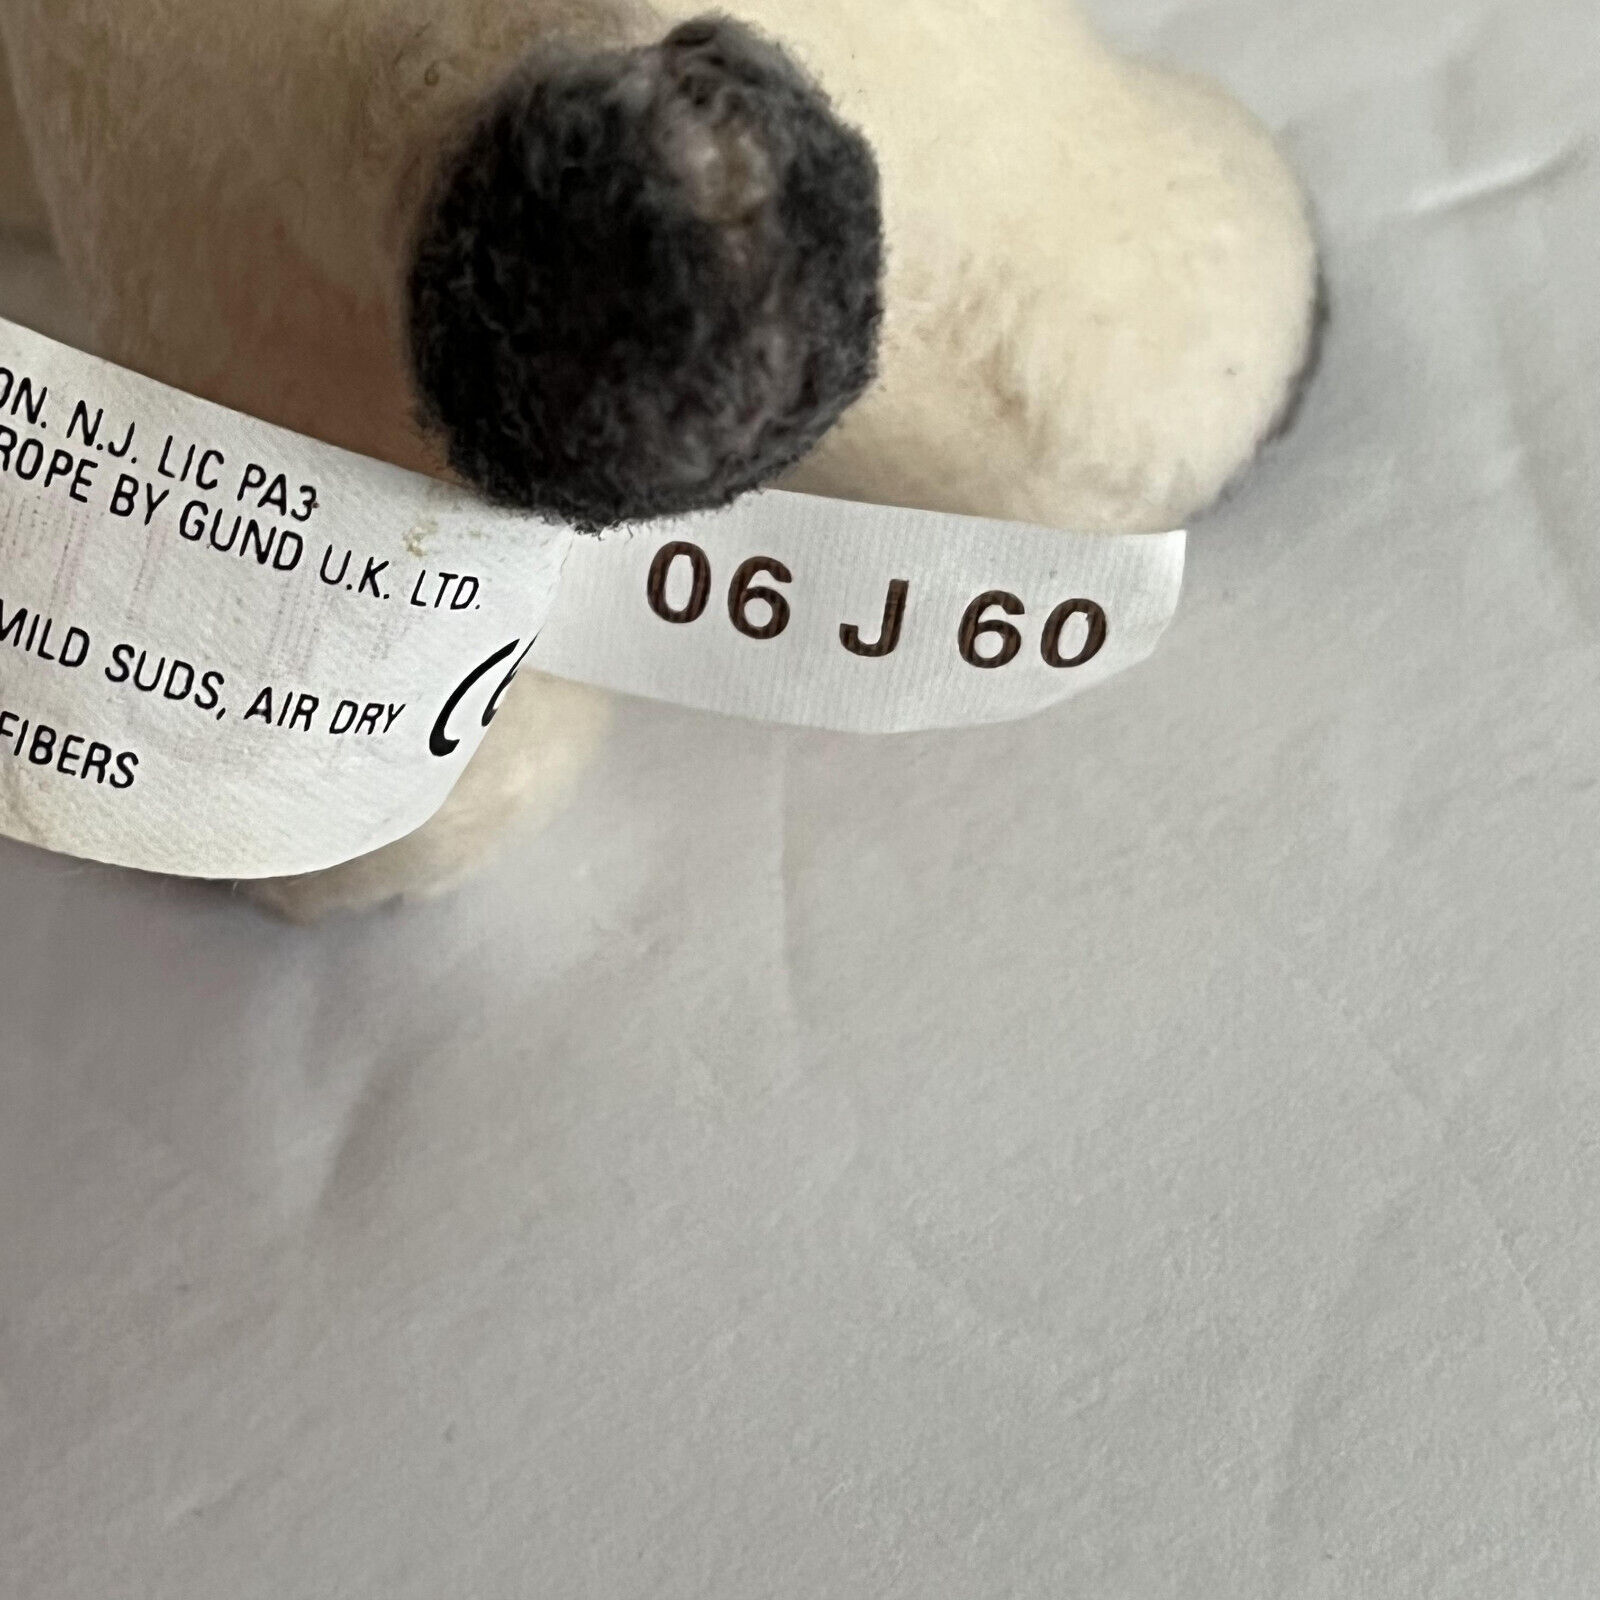 ON. N.J. LIC PA3
ROPE BY GUND U.K. LTD.
MILD SUDS, AIR DRY
FIBERS
06 J 60